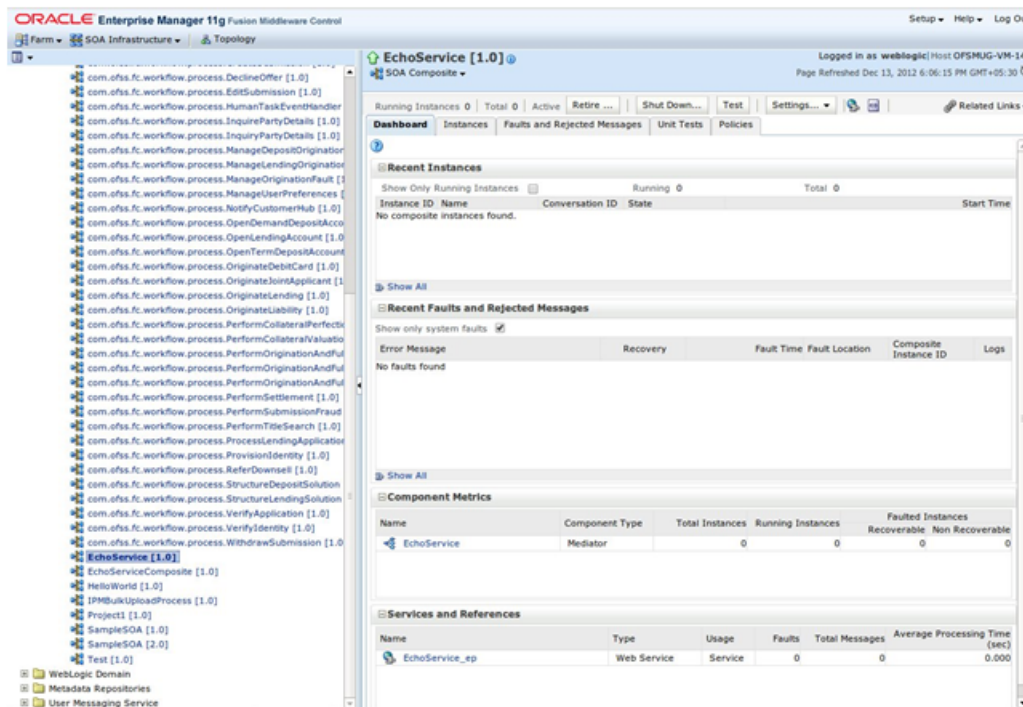 ORACLE Enterprise Manager 11g Fusion Middleware Control
Setup Help Log Ou
Farm SOA Infrastructure Topology
com.ofss.fc.workflow.process.DeclineOffer [1.0]
com.ofss.fc.workflow.process.EditSubmission [1.0]
com.ofss.fc.workflow.process.HumanTaskEventHandler
com.ofss.fc.workflow.process.InquirePartyDetails [1.0]
com.ofss.fc.workflow.process.InquiryPartyDetails [1.0]
com.ofss.fc.workflow.process.ManageDepositOrigination
com.ofss.fc.workflow.process.ManageLendingOrigination
com.ofss.fc.workflow.process.ManageOriginationFault [1
com.ofss.fc.workflow.process.ManageUserPreferences [
com.ofss.fc.workflow.process.NotifyCustomerHub [1.0]
com.ofss.fc.workflow.process.OpenDemandDepositAcco
com.ofss.fc.workflow.process.OpenLendingAccount [1.0
com.ofss.fc.workflow.process.OpenTermDepositAccount
com.ofss.fc.workflow.process.OriginateDebitCard [1.0]
com.ofss.fc.workflow.process.OriginateJointApplicant [1
com.ofss.fc.workflow.process.OriginateLending [1.0]
com.ofss.fc.workflow.process.OriginateLiability [1.0]
com.ofss.fc.workflow.process.PerformCollateralPerfectio
com.ofss.fc.workflow.process.PerformCollateralValuatio
com.ofss.fc.workflow.process.PerformOriginationAndFul
com.ofss.fc.workflow.process.PerformOriginationAndFul
com.ofss.fc.workflow.process.PerformOriginationAndFul
com.ofss.fc.workflow.process.PerformSettlement [1.0]
com.ofss.fc.workflow.process.PerformSubmissionFraud
com.ofss.fc.workflow.process.PerformTitleSearch [1.0]
com.ofss.fc.workflow.process.ProcessLendingApplication
com.ofss.fc.workflow.process.ProvisionIdentity [1.0]
com.ofss.fc.workflow.process.ReferDownsell [1.0]
com.ofss.fc.workflow.process.StructureDepositSolution
com.ofss.fc.workflow.process.StructureLendingSolution
com.ofss.fc.workflow.process.VerifyApplication [1.0]
com.ofss.fc.workflow.process.VerifyIdentity [1.0]
com.ofss.fc.workflow.process.WithdrawSubmission [1.0
EchoService [1.0]
EchoServiceComposite [1.0]
HelloWorld [1.0]
IPMBulkUploadProcess [1.0]
Project1 [1.0]
SampleSOA [1.0]
SampleSOA [2.0]
Test [1.0]
WebLogic Domain
Metadata Repositories
User Messaging Service
EchoService [1.0]
Logged in as weblogic|Host OFSMUG-VM-14
SOA Composite
Page Refreshed Dec 13, 2012 6:06:15 PM GMT+05:30
Running Instances 0 Total 0 Active Retire ... Shut Down... Test Settings... Related Links
Dashboard Instances Faults and Rejected Messages Unit Tests Policies
Recent Instances
Show Only Running Instances Running 0 Total 0
Instance ID Name Conversation ID State Start Time
No composite instances found.
Show All
Recent Faults and Rejected Messages
Show only system faults
Error Message Recovery Fault Time Fault Location Composite Instance ID Logs
No faults found
Show All
Component Metrics
Name Component Type Total Instances Running Instances Faulted Instances
Recoverable Non Recoverable
EchoService Mediator 0 0 0 0
Services and References
Name Type Usage Faults Total Messages Average Processing Time (sec)
EchoService_ep Web Service Service 0 0 0.000